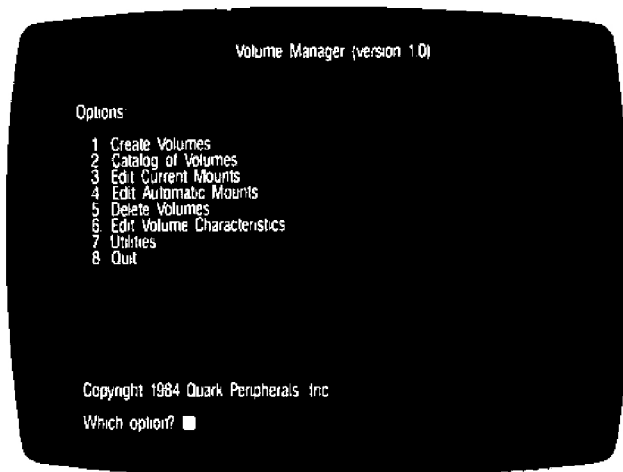 Volume Manager (version 1.0)
Options:
1 Create Volumes
2 Catalog of Volumes
3 Edit Current Mounts
4 Edit Automatic Mounts
5 Delete Volumes
6 Edit Volume Characteristics
7 Utilities
8 Quit
Copyright 1984 Quark Peripherals Inc
Which option?